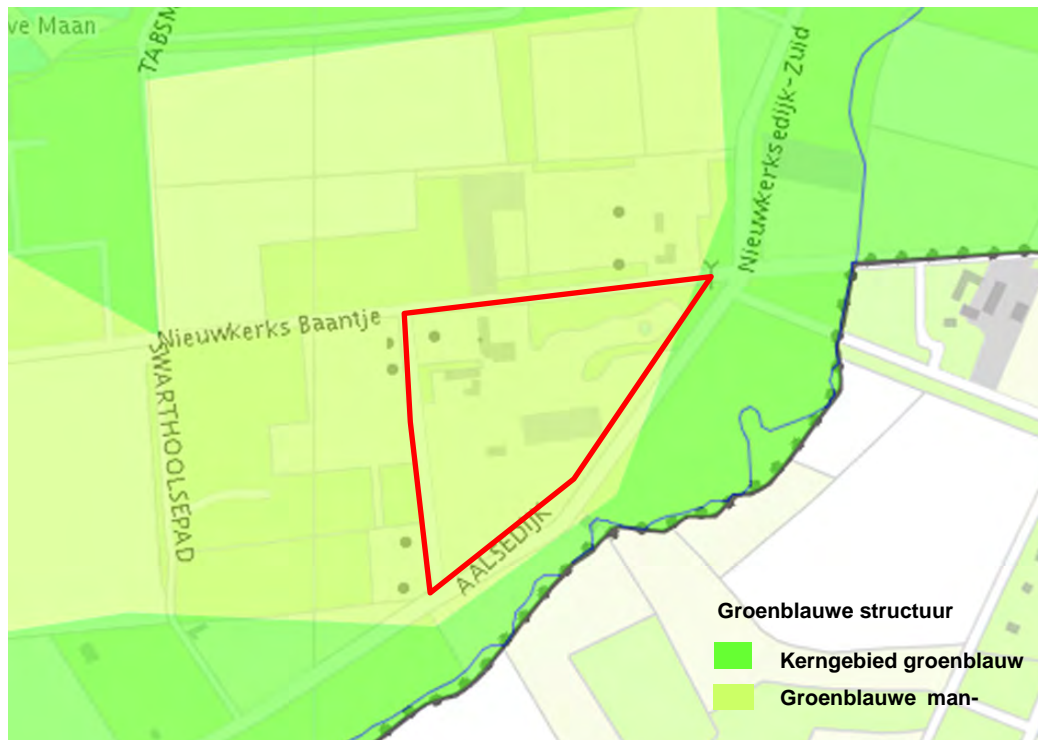 ve Maan
TABSM
Nieuwkerksedijk-Zuid
Nieuwkerks Baantje
SWARTHOOLSEPAD
AALSEDIJK
Groenblauwe structuur
Kerngebied groenblauw
Groenblauwe man-